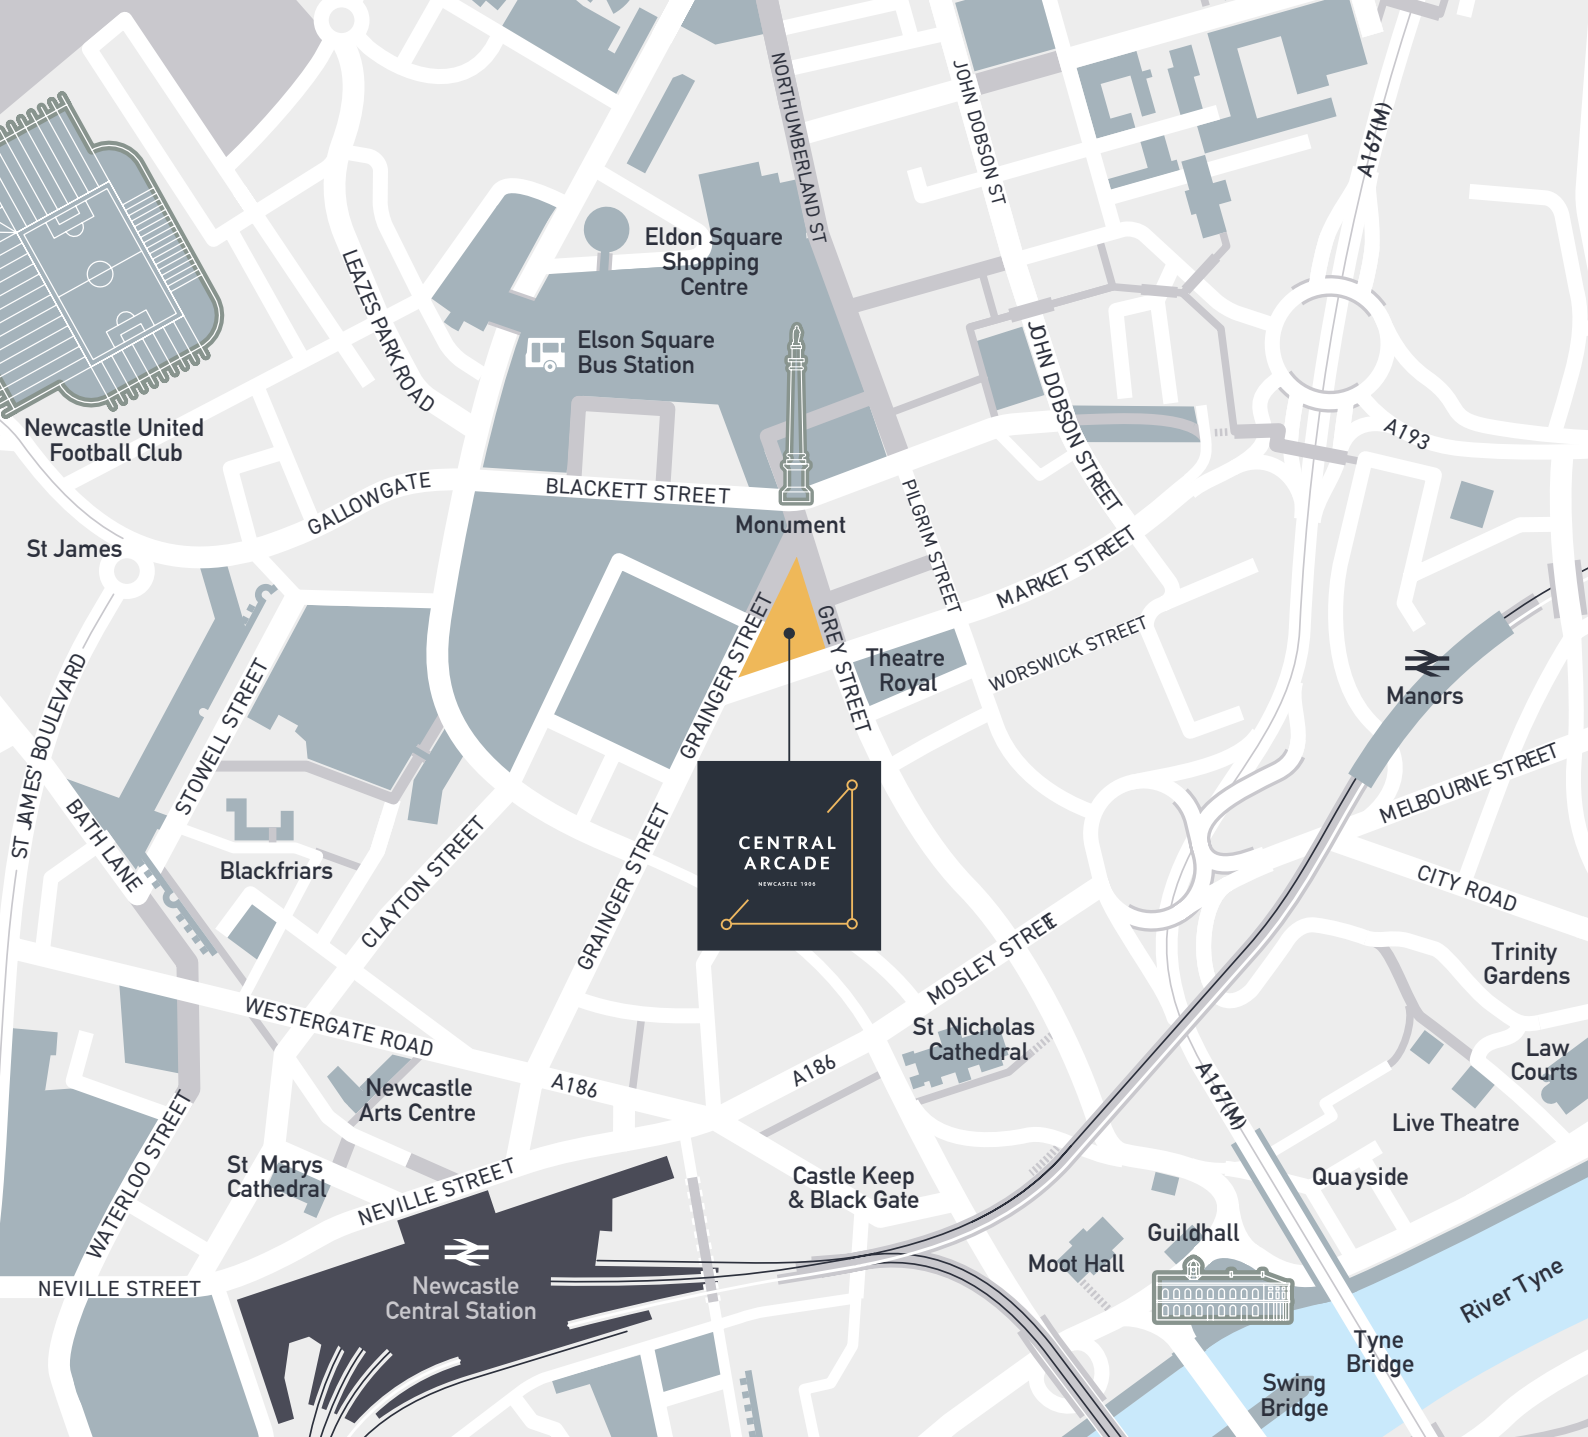 NORTHUMBERLAND ST
JOHN DOBSON ST
A167(M)
Eldon Square
Shopping
Centre
LEAZES PARK ROAD
Elson Square
Bus Station
JOHN DOBSON STREET
Newcastle United
Football Club
A193
GALLOWGATE
BLACKETT STREET
Monument
PILGRIM STREET
St James
MARKET STREET
GRAINGER STREET
GREY STREET
WORSWICK STREET
Theatre
Royal
Manors
ST JAMES' BOULEVARD
STOWELL STREET
MELBOURNE STREET
BATH LANE
Blackfriars
CLAYTON STREET
GRAINGER STREET
CENTRAL
ARCADE
NEWCASTLE 1906
CITY ROAD
MOSLEY STREET
Trinity
Gardens
WESTERGATE ROAD
St Nicholas
Cathedral
Law
Courts
A186
A186
Newcastle
Arts Centre
A167(M)
Live Theatre
WATERLOO STREET
St Marys
Cathedral
NEVILLE STREET
Castle Keep
& Black Gate
Quayside
Guildhall
Moot Hall
NEVILLE STREET
Newcastle
Central Station
River Tyne
Tyne
Bridge
Swing
Bridge